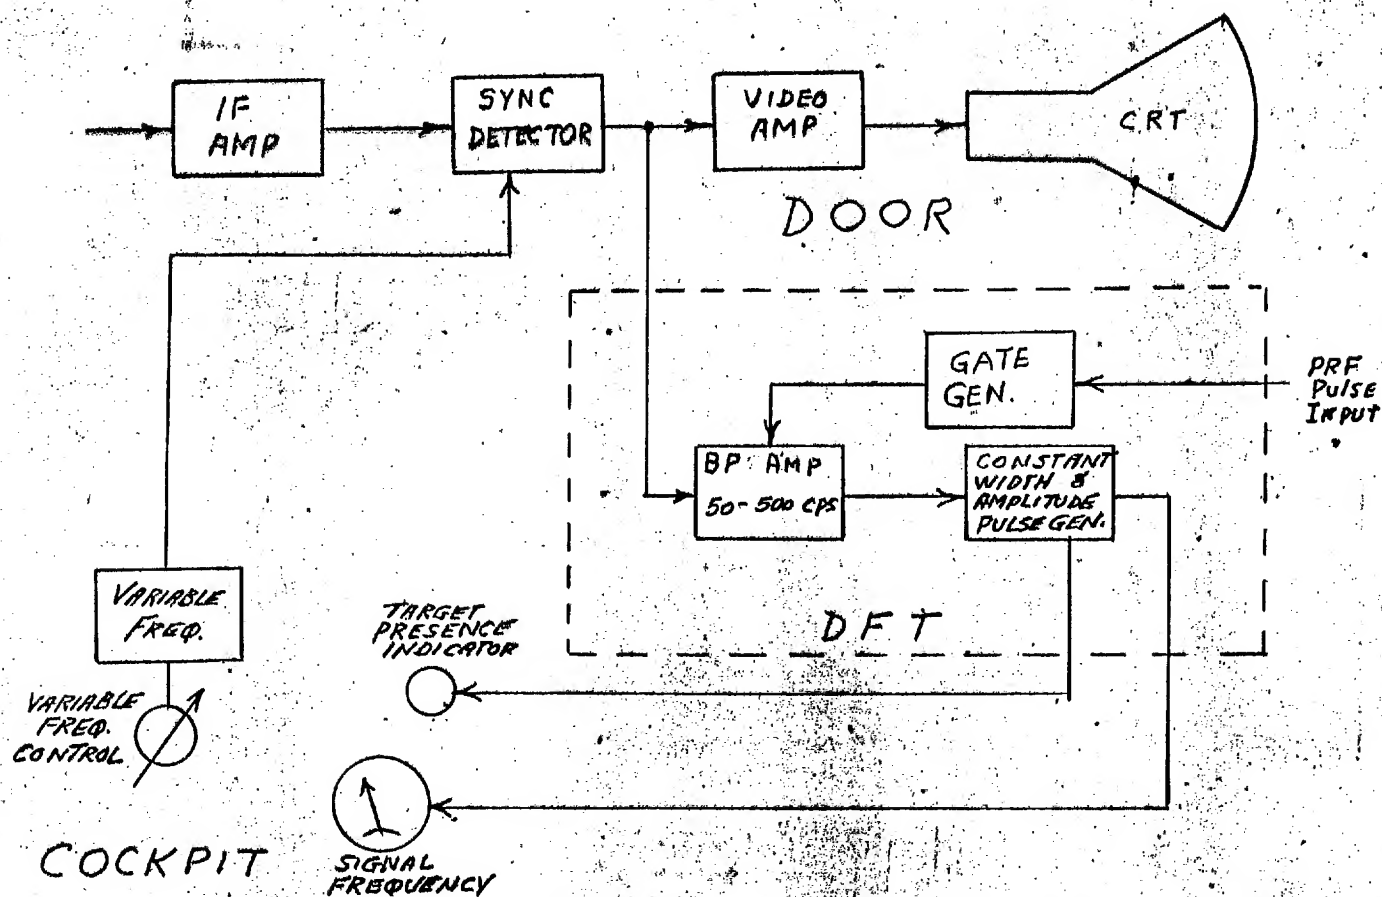 IF
AMP
SYNC
DETECTOR
VIDEO
AMP
CRT
DOOR
GATE
GEN.
PRF
Pulse
INPUT
BP AMP
50-500 CPS
CONSTANT
WIDTH &
AMPLITUDE
PULSE GEN.
DFT
VARIABLE
FREQ.
VARIABLE
FREQ.
CONTROL
TARGET
PRESENCE
INDICATOR
SIGNAL
FREQUENCY
COCKPIT